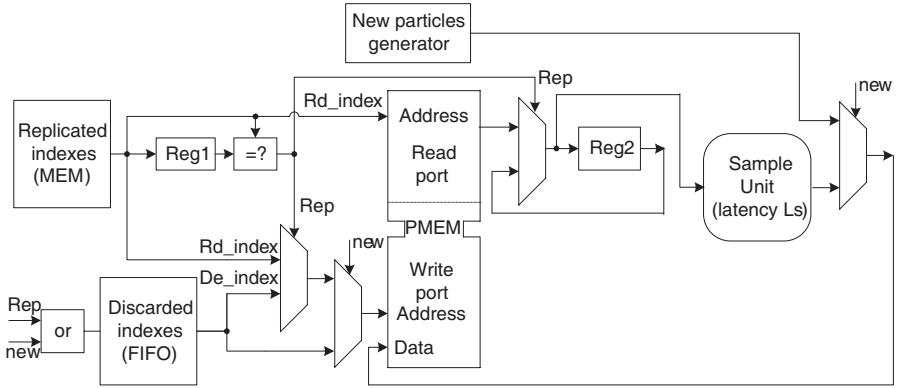 New particles
generator
Rep
new
Replicated
indexes
(MEM)
Rd_index
Reg1
=?
Address
Read
port
Reg2
Sample
Unit
(latency Ls)
Rep
PMEM
new
Rd_index
De_index
Write
port
Address
Data
Rep
new
or
Discarded
indexes
(FIFO)